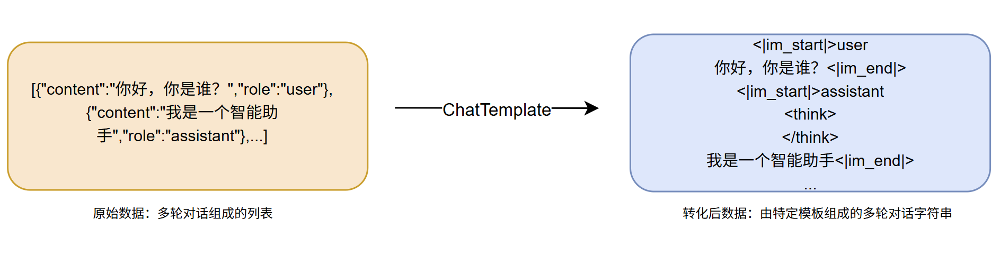 [{"content":"你好，你是谁？","role":"user"},
{"content":"我是一个智能助
手","role":"assistant"},...]
原始数据：多轮对话组成的列表
ChatTemplate
<|im_start|>user
你好，你是谁？<|im_end|>
<|im_start|>assistant
<think>
</think>
我是一个智能助手<|im_end|>
...
转化后数据：由特定模板组成的多轮对话字符串